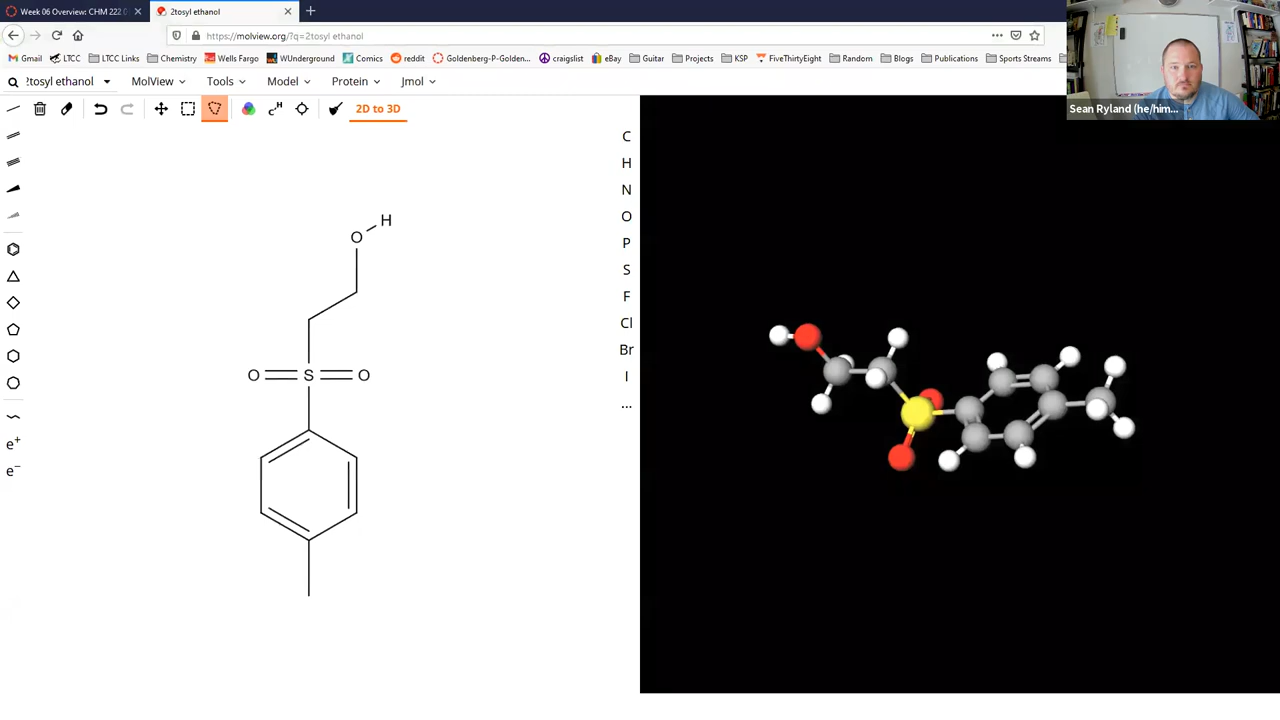 Week 06 Overview: CHM 222 0
2tosyl ethanol
https://molview.org/?q=2tosyl ethanol
Gmail LTCC LTCC Links Chemistry Wells Fargo WUnderground Comics reddit Goldenberg-P-Golden... craigslist eBay Guitar Projects KSP FiveThirtyEight Random Blogs Publications Sports Streams
tosyl ethanol MolView Tools Model Protein Jmol
Sean Ryland (he/him...
C H 2D to 3D
C
H
N
O
P
S
F
Cl
Br
I
...
e+
e−
H
O
O S O